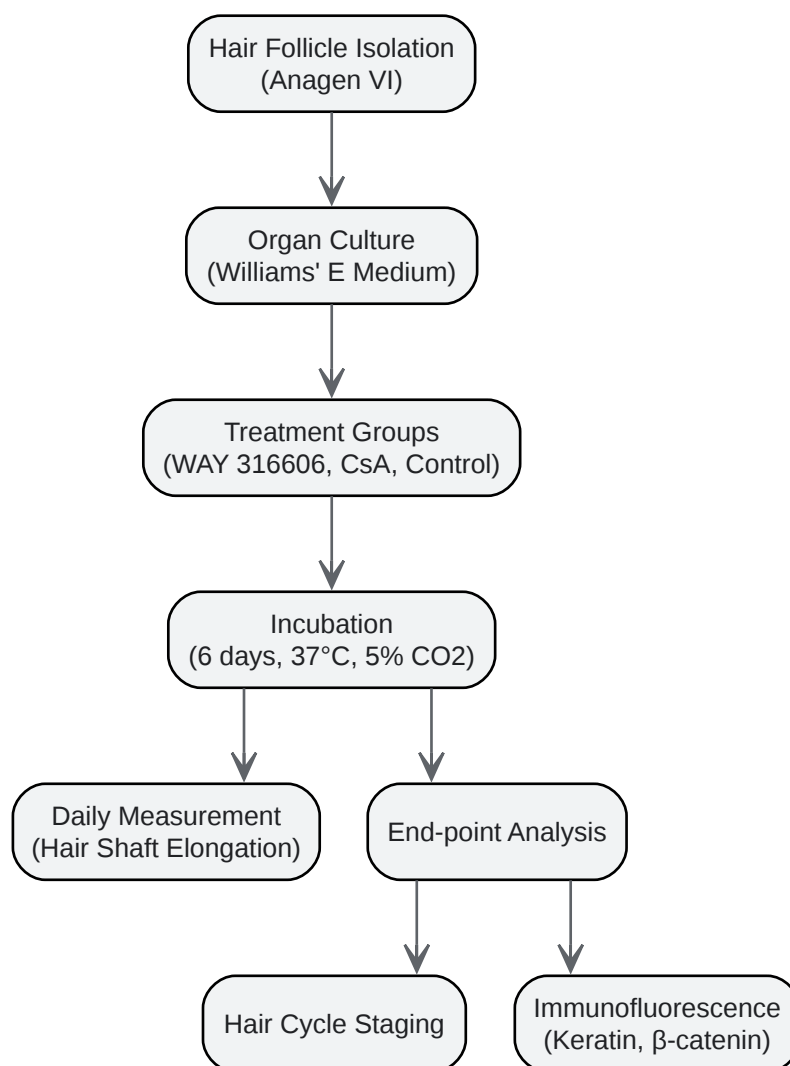 Hair Follicle Isolation
(Anagen VI)
Organ Culture
(Williams' E Medium)
Treatment Groups
(WAY 316606, CsA, Control)
Incubation
(6 days, 37°C, 5% CO2)
Daily Measurement
(Hair Shaft Elongation)
End-point Analysis
Hair Cycle Staging
Immunofluorescence
(Keratin, β-catenin)